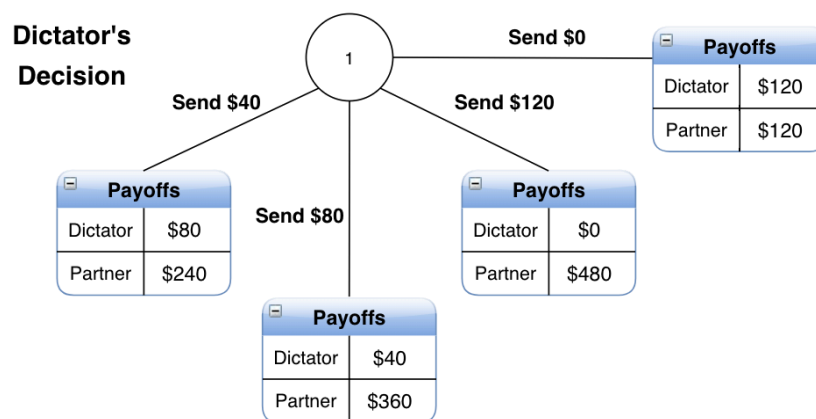 Dictator's
Decision
1
Send $0
Payoffs
Dictator $120
Partner $120
Send $40
Payoffs
Dictator $80
Partner $240
Send $80
Payoffs
Dictator $40
Partner $360
Send $120
Payoffs
Dictator $0
Partner $480